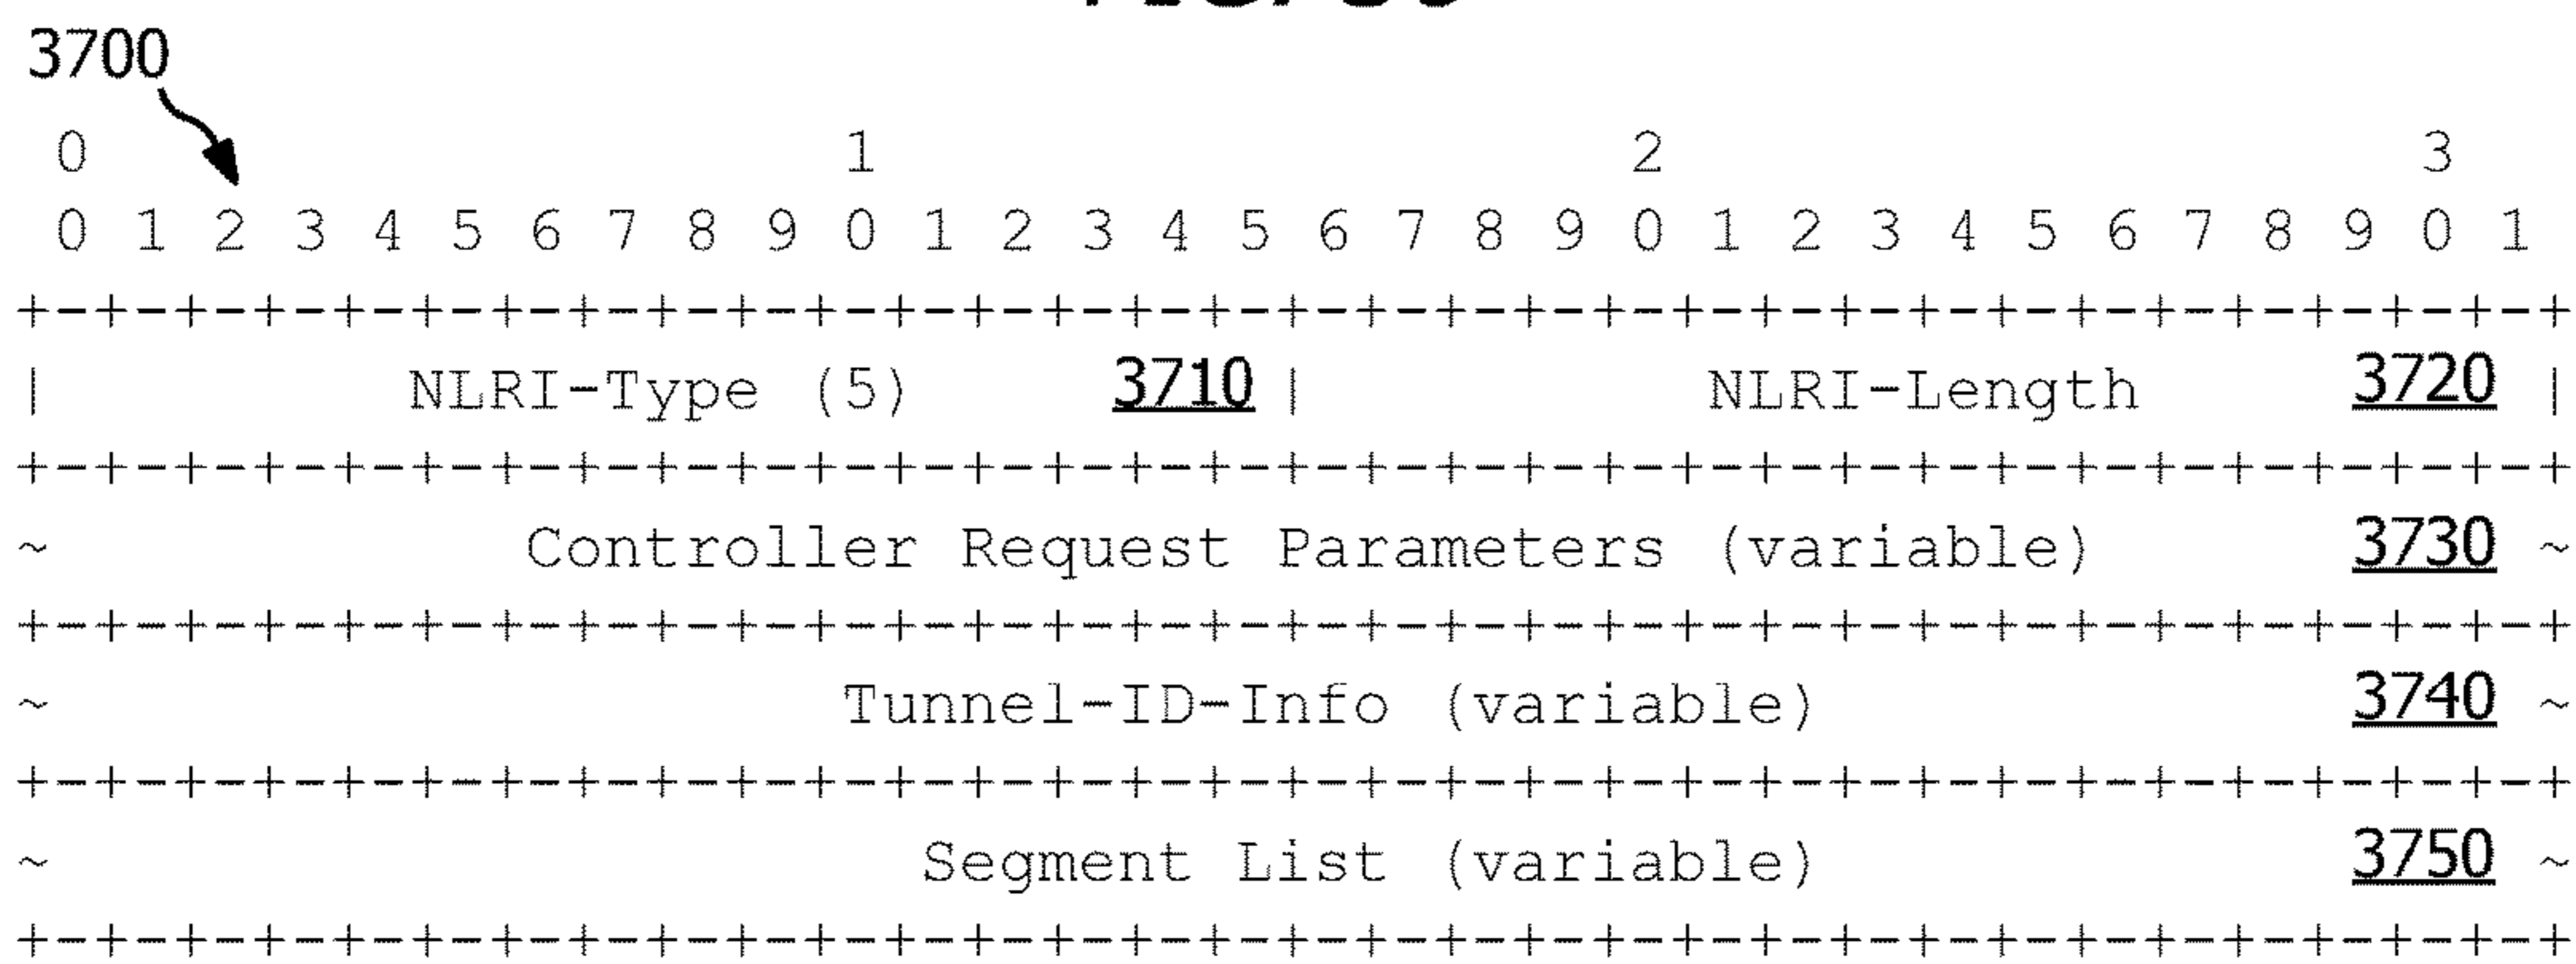 3700
0 1 2 3
0 1 2 3 4 5 6 7 8 9 0 1 2 3 4 5 6 7 8 9 0 1 2 3 4 5 6 7 8 9 0 1
+-+-+-+-+-+-+-+-+-+-+-+-+-+-+-+-+-+-+-+-+-+-+-+-+-+-+-+-+-+-+-+-+
| NLRI-Type (5) 3710 | NLRI-Length 3720 |
+-+-+-+-+-+-+-+-+-+-+-+-+-+-+-+-+-+-+-+-+-+-+-+-+-+-+-+-+-+-+-+-+
~ Controller Request Parameters (variable) 3730 ~
+-+-+-+-+-+-+-+-+-+-+-+-+-+-+-+-+-+-+-+-+-+-+-+-+-+-+-+-+-+-+-+-+
~ Tunnel-ID-Info (variable) 3740 ~
+-+-+-+-+-+-+-+-+-+-+-+-+-+-+-+-+-+-+-+-+-+-+-+-+-+-+-+-+-+-+-+-+
~ Segment List (variable) 3750 ~
+-+-+-+-+-+-+-+-+-+-+-+-+-+-+-+-+-+-+-+-+-+-+-+-+-+-+-+-+-+-+-+-+